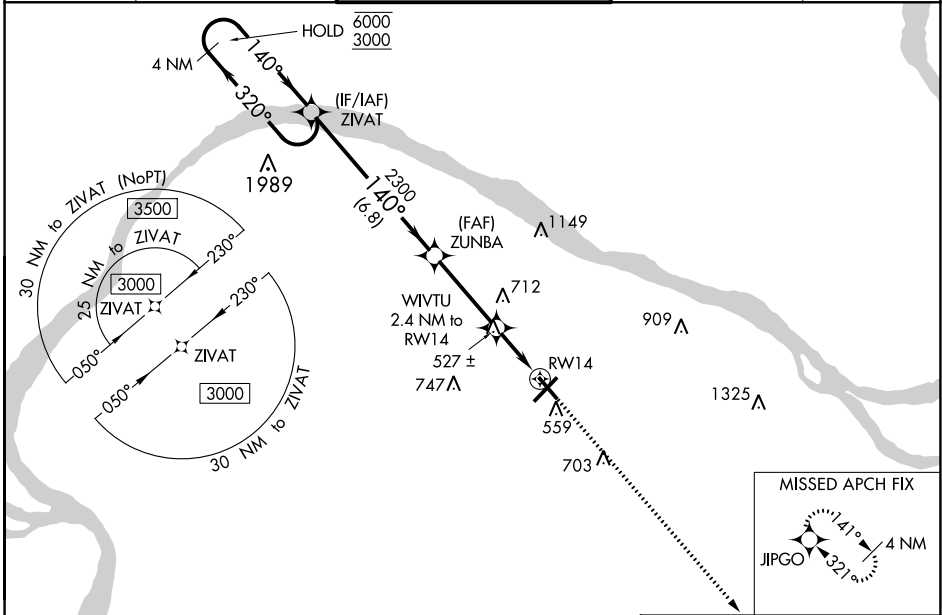 HOLD
6000
3000
4 NM
140°
320°
(IF/IAF)
ZIVAT
1989
2300
140°
(6.8)
(FAF)
ZUNBA
1149
30 NM to ZIVAT (NoPT)
3500
25 NM to ZIVAT
3000
ZIVAT
230°
050°
230°
ZIVAT
050°
3000
30 NM to ZIVAT
712
WIVTU
2.4 NM to
RW14
527 ±
747
909
RW14
1325
559
703
MISSED APCH FIX
141°
4 NM
JIPGO
321°